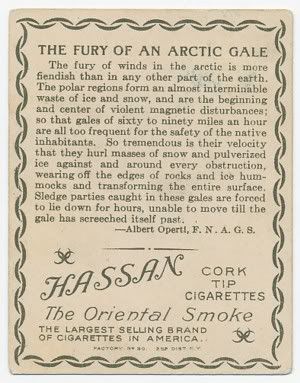 THE FURY OF AN ARCTIC GALE
The fury of winds in the arctic is more
fiendish than in any other part of the earth.
The polar regions form an almost interminable
waste of ice and snow, and are the beginning
and center of violent magnetic disturbances;
so that gales of sixty to ninety miles an hour
are all too frequent for the safety of the native
inhabitants. So tremendous is their velocity
that they hurl masses of snow and pulverized
ice against and around every obstruction,
wearing off the edges of rocks and ice hum-
mocks and transforming the entire surface.
Sledge parties caught in these gales are forced
to lie down for hours, unable to move till the
gale has screeched itself past.
—Albert Operti, F. N. A. G. S.
HASSAN
CORK
TIP
CIGARETTES
The Oriental Smoke
THE LARGEST SELLING BRAND
OF CIGARETTES IN AMERICA..
FACTORY No 30. 2ND DIST. N.Y.